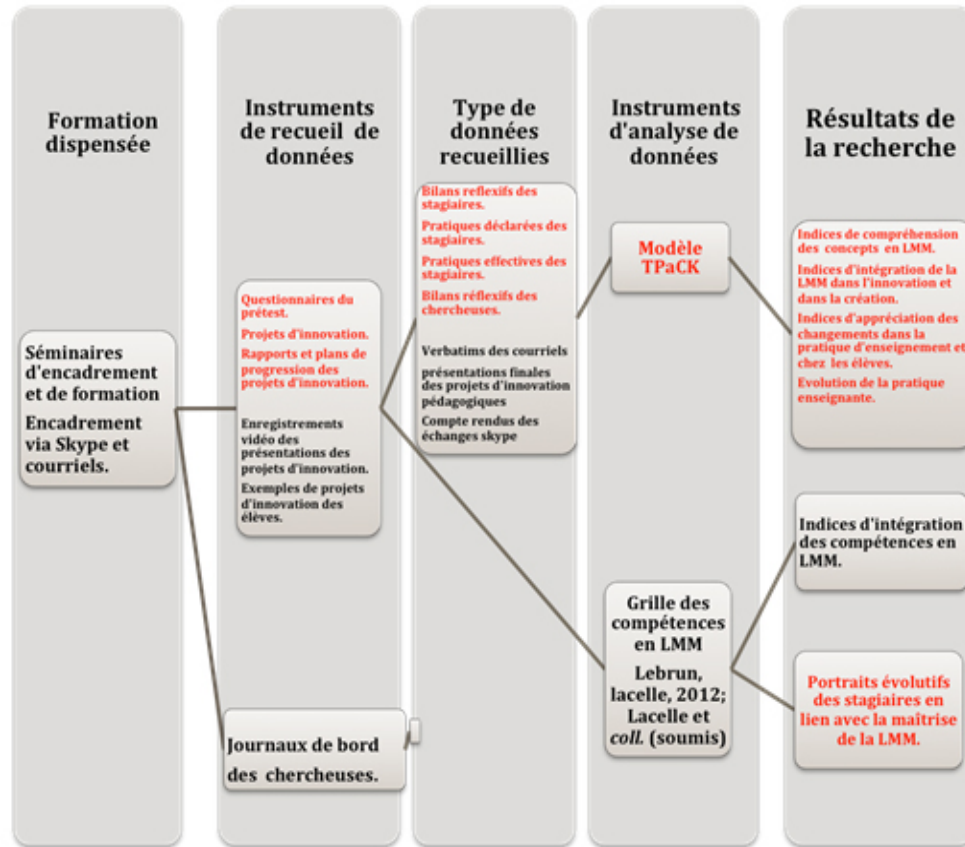 Formation
dispensée
Séminaires
d'encadrement
et de formation
Encadrement
via Skype et
courriels.
Instruments
de recueil de
données
Questionnaires du
prétest.
Projets d'innovation.
Rapports et plans de
progression des
projets d'innovation.
Enregistrements
vidéo des
présentations des
projets d'innovation.
Exemples de projets
d'innovation des
élèves.
Journaux de bord
des chercheuses.
Type de
données
recueillies
Bilans reflexifs des
stagiaires.
Pratiques déclarées des
stagiaires.
Pratiques effectives des
stagiaires.
Bilans réflexifs des
chercheuses.
Verbatims des courriels
présentations finales
des projets d'innovation
pédagogiques
Compte rendus des
échanges skype
Instruments
d'analyse de
données
Modèle
TPaCK
Grille des
compétences
en LMM
Lebrun,
lacelle, 2012;
Lacelle et
coll. (soumis)
Résultats de
la recherche
Indices de compréhension
des concepts en LMM.
Indices d'intégration de la
LMM dans l'innovation et
dans la création.
Indices d'appréciation des
changements dans la
pratique d'enseignement et
chez les élèves.
Evolution de la pratique
enseignante.
Indices d'intégration
des compétences en
LMM.
Portraits évolutifs
des stagiaires en
lien avec la maîtrise
de la LMM.